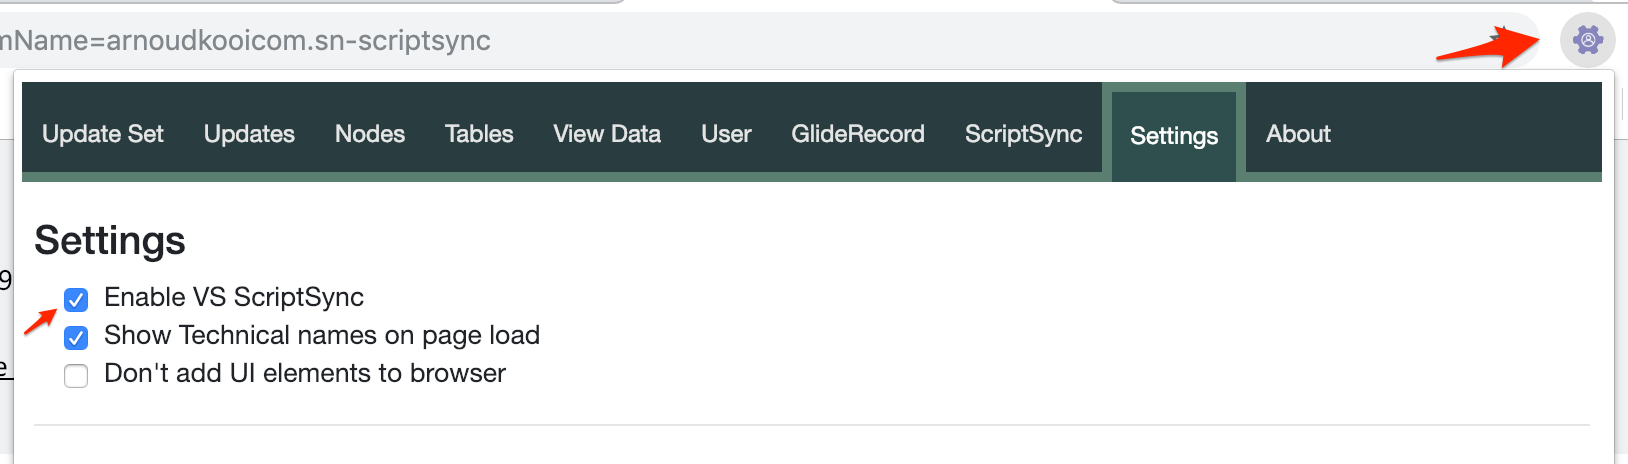 mName=arnoudkooicom.sn-scriptsync
Update Set Updates Nodes Tables View Data User GlideRecord ScriptSync Settings About
Settings
9
Enable VS ScriptSync
Show Technical names on page load
e
Don't add UI elements to browser